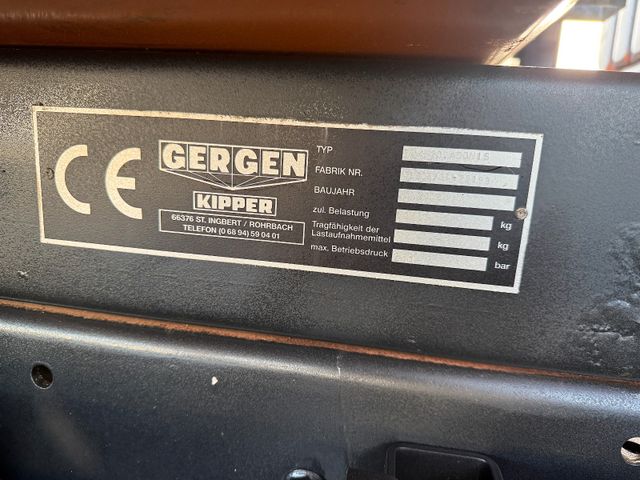 CE
GERGEN
KIPPER
66376 ST. INGBERT / ROHRBACH
TELEFON (0 68 94) 59 04 01
TYP
FABRIK NR.
BAUJAHR
zul. Belastung kg
Tragfähigkeit der
Lastaufnahmemittel kg
max. Betriebsdruck bar